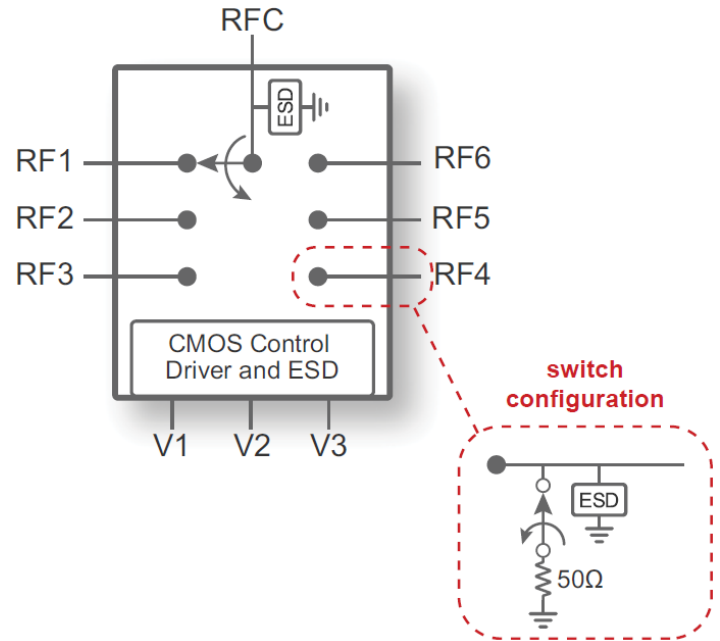 RFC
ESD
RF1
RF6
RF2
RF5
RF3
RF4
CMOS Control
Driver and ESD
V1 V2 V3
switch
configuration
ESD
50Ω